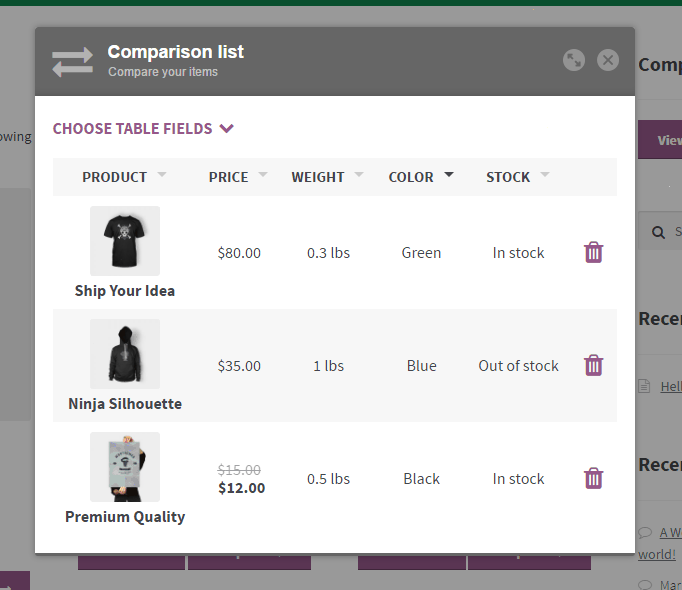 Comparison list
Compare your items
CHOOSE TABLE FIELDS
PRODUCT PRICE WEIGHT COLOR STOCK
$80.00 0.3 lbs Green In stock
Ship Your Idea
$35.00 1 lbs Blue Out of stock
Ninja Silhouette
$15.00
$12.00 0.5 lbs Black In stock
Premium Quality
owing
Comp
View
S
Recen
Hell
Recen
A W
world!
Mar